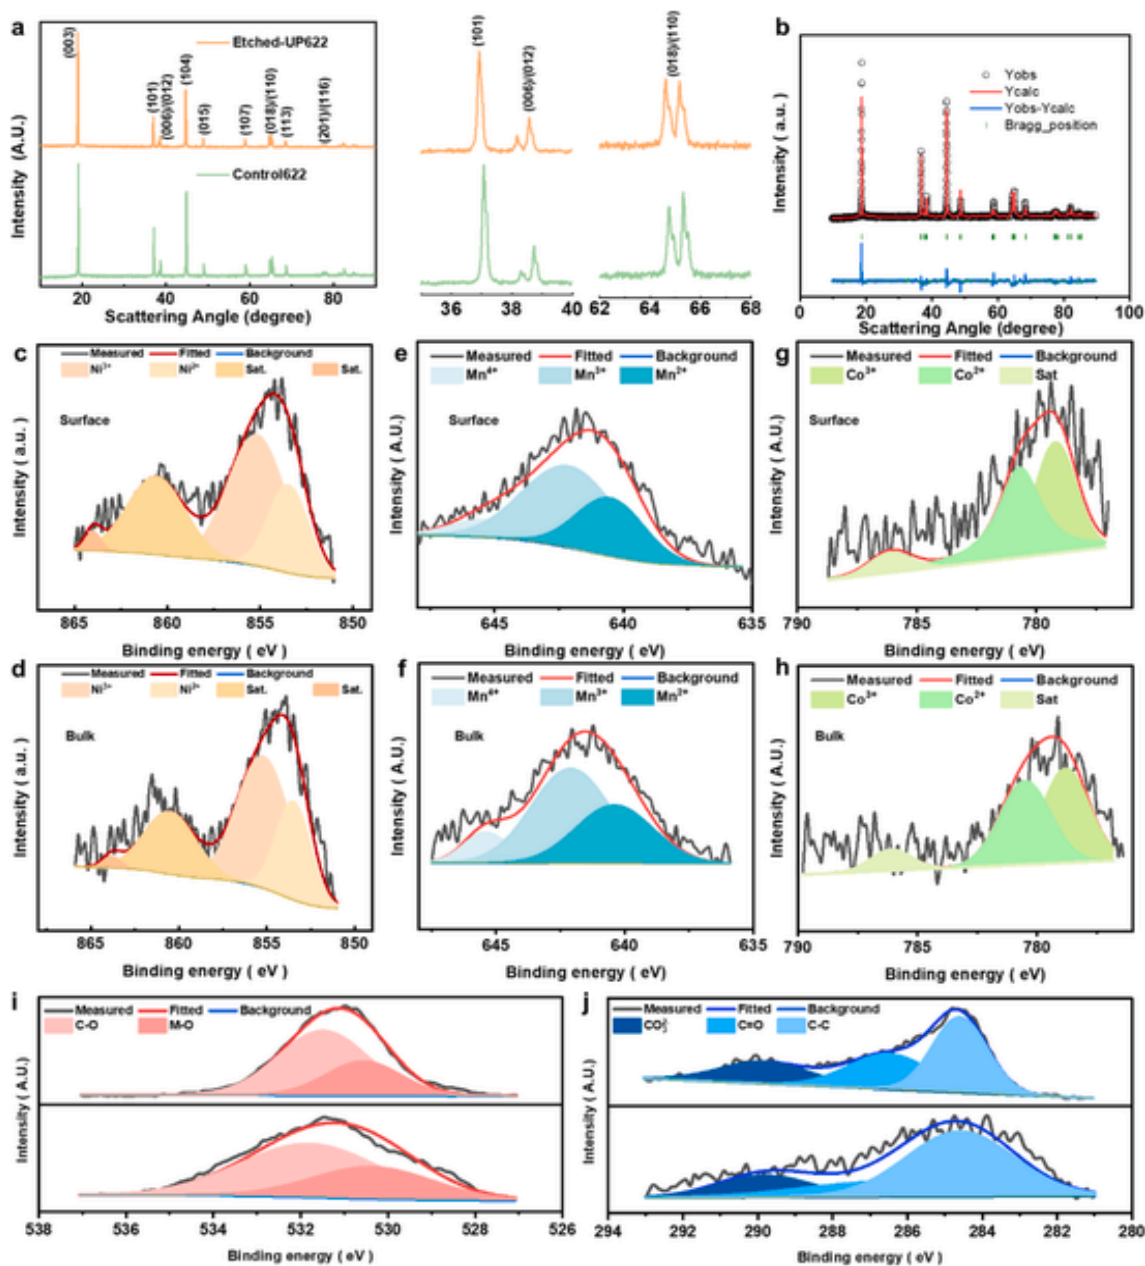 a
Etched-UP622
Control622
(003)
(101)
(006)/(012)
(104)
(015)
(107)
(018)/(110)
(113)
(201)/(116)
Intensity (A.U.)
20 40 60 80
Scattering Angle (degree)
(101)
(006)/(012)
(018)/(110)
36 38 40 62 64 66 68
b
Yobs
Ycalc
Yobs-Ycalc
Bragg_position
Intensity ( a.u. )
0 20 40 60 80 100
Scattering Angle (degree)
c
Measured Fitted Background
Ni³⁺ Ni²⁺ Sat. Sat.
Surface
Intensity ( a.u. )
865 860 855 850
Binding energy ( eV )
e
Measured Fitted Background
Mn⁴⁺ Mn³⁺ Mn²⁺
Surface
Intensity ( A.U. )
645 640 635
Binding energy ( eV )
g
Measured Fitted Background
Co³⁺ Co²⁺ Sat
Surface
Intensity ( A.U. )
790 785 780
Binding energy ( eV )
d
Measured Fitted Background
Ni³⁺ Ni²⁺ Sat. Sat.
Bulk
Intensity ( a.u. )
865 860 855 850
Binding energy ( eV )
f
Measured Fitted Background
Mn⁴⁺ Mn³⁺ Mn²⁺
Bulk
Intensity ( A.U. )
645 640 635
Binding energy ( eV )
h
Measured Fitted Background
Co³⁺ Co²⁺ Sat
Bulk
Intensity ( A.U. )
790 785 780
Binding energy ( eV )
i
Measured Fitted Background
C-O M-O
Intensity ( A.U. )
538 536 534 532 530 528 526
Binding energy ( eV )
j
Measured Fitted Background
CO₃²⁻ C=O C-C
Intensity ( A.U. )
294 292 290 288 286 284 282 280
Binding energy ( eV )